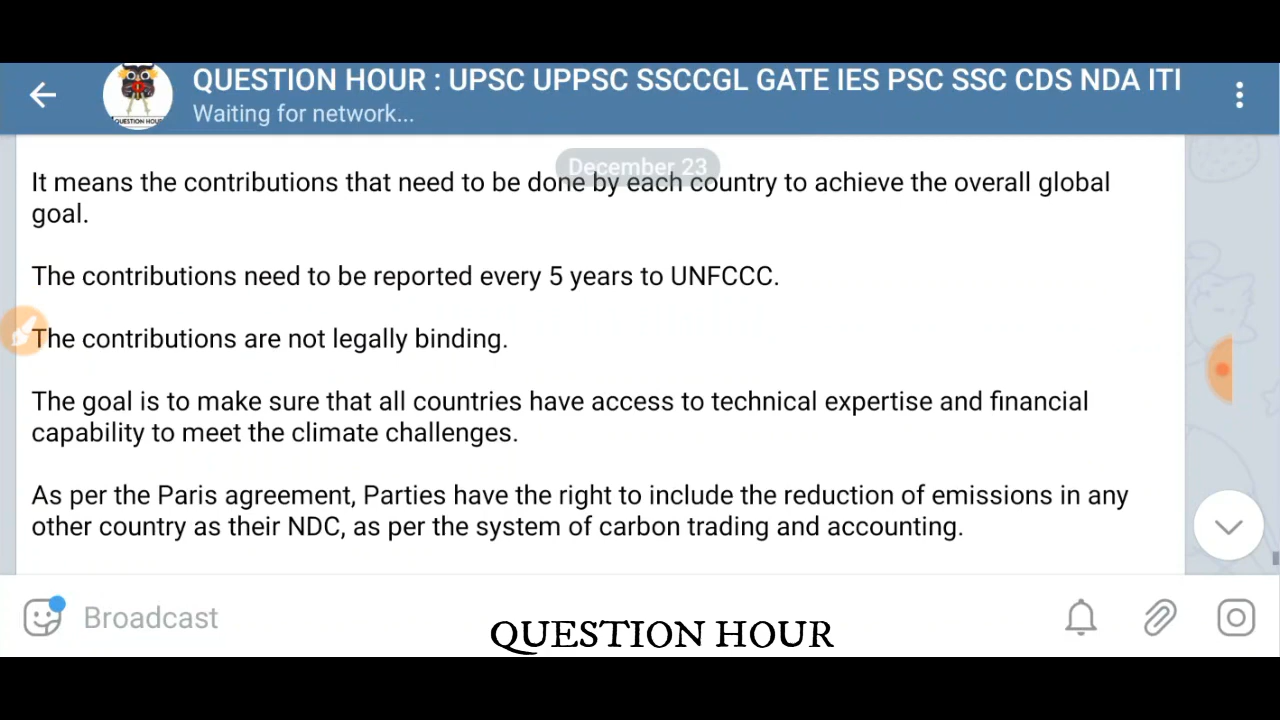 QUESTION HOUR : UPSC UPPSC SSCCGL GATE IES PSC SSC CDS NDA ITI
QUESTION HOUR
Waiting for network...
December 23
It means the contributions that need to be done by each country to achieve the overall global
goal.
The contributions need to be reported every 5 years to UNFCCC.
The contributions are not legally binding.
The goal is to make sure that all countries have access to technical expertise and financial
capability to meet the climate challenges.
As per the Paris agreement, Parties have the right to include the reduction of emissions in any
other country as their NDC, as per the system of carbon trading and accounting.
Broadcast
QUESTION HOUR